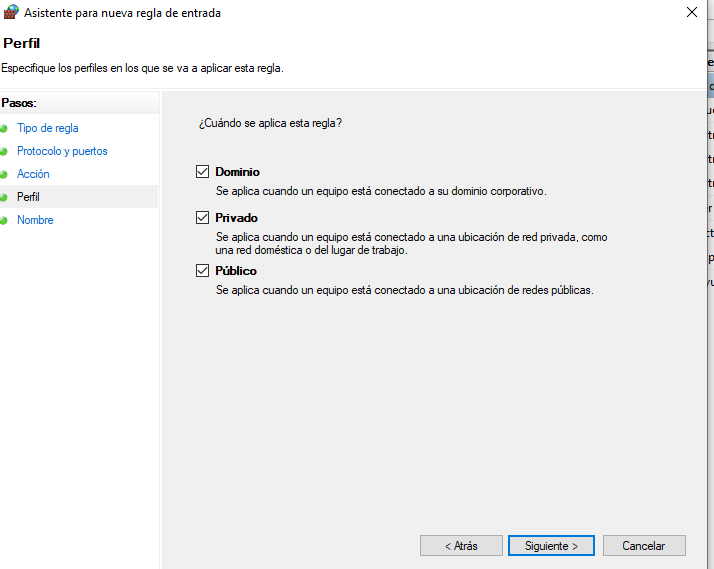 Asistente para nueva regla de entrada
Perfil
Especifique los perfiles en los que se va a aplicar esta regla.
Pasos:
Tipo de regla
Protocolo y puertos
Acción
Perfil
Nombre
¿Cuándo se aplica esta regla?
Dominio
Se aplica cuando un equipo está conectado a su dominio corporativo.
Privado
Se aplica cuando un equipo está conectado a una ubicación de red privada, como
una red doméstica o del lugar de trabajo.
Público
Se aplica cuando un equipo está conectado a una ubicación de redes públicas.
< Atrás
Siguiente >
Cancelar